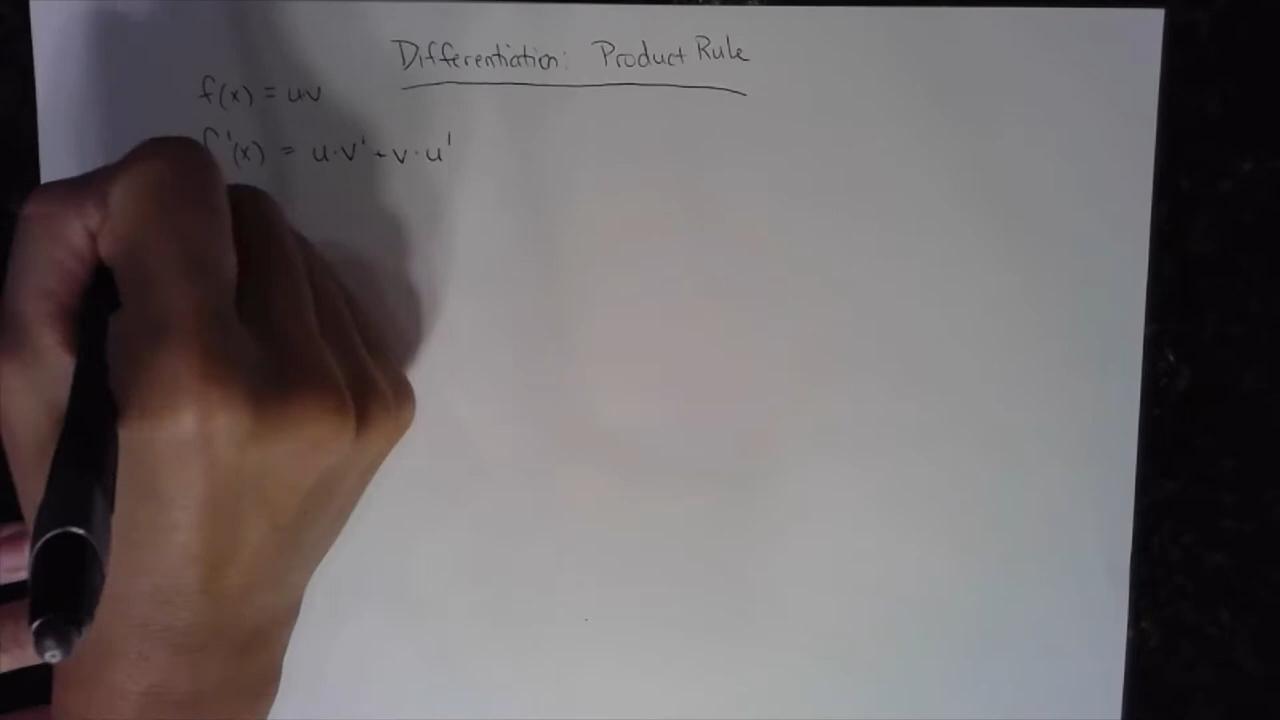 Differentiation: Product Rule
f(x) = uv
f'(x) = u·v' + v·u'